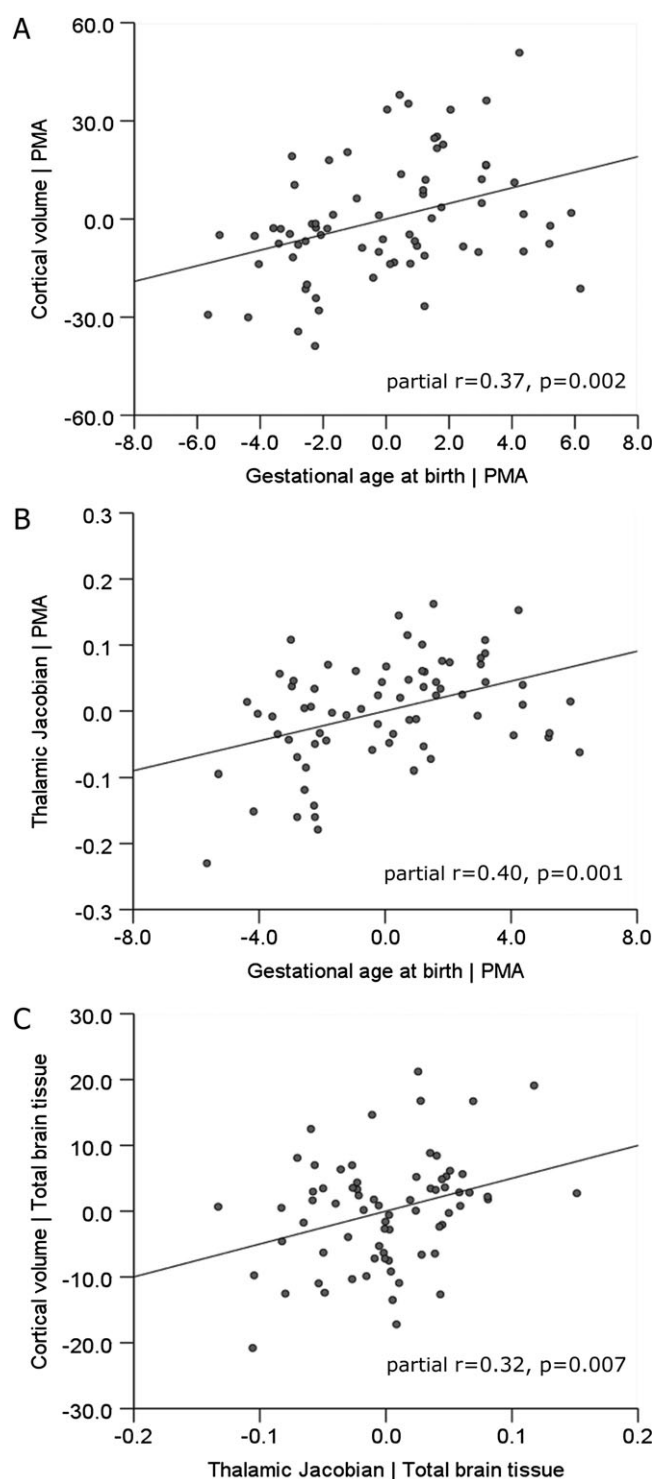 A
60.0
30.0
0.0
-30.0
-60.0
Cortical volume | PMA
partial r=0.37, p=0.002
-8.0 -6.0 -4.0 -2.0 0.0 2.0 4.0 6.0 8.0
Gestational age at birth | PMA
B
0.3
0.2
0.1
0.0
-0.1
-0.2
-0.3
Thalamic Jacobian | PMA
partial r=0.40, p=0.001
-8.0 -4.0 0.0 4.0 8.0
Gestational age at birth | PMA
C
30.0
20.0
10.0
0.0
-10.0
-20.0
-30.0
Cortical volume | Total brain tissue
partial r=0.32, p=0.007
-0.2 -0.1 0.0 0.1 0.2
Thalamic Jacobian | Total brain tissue